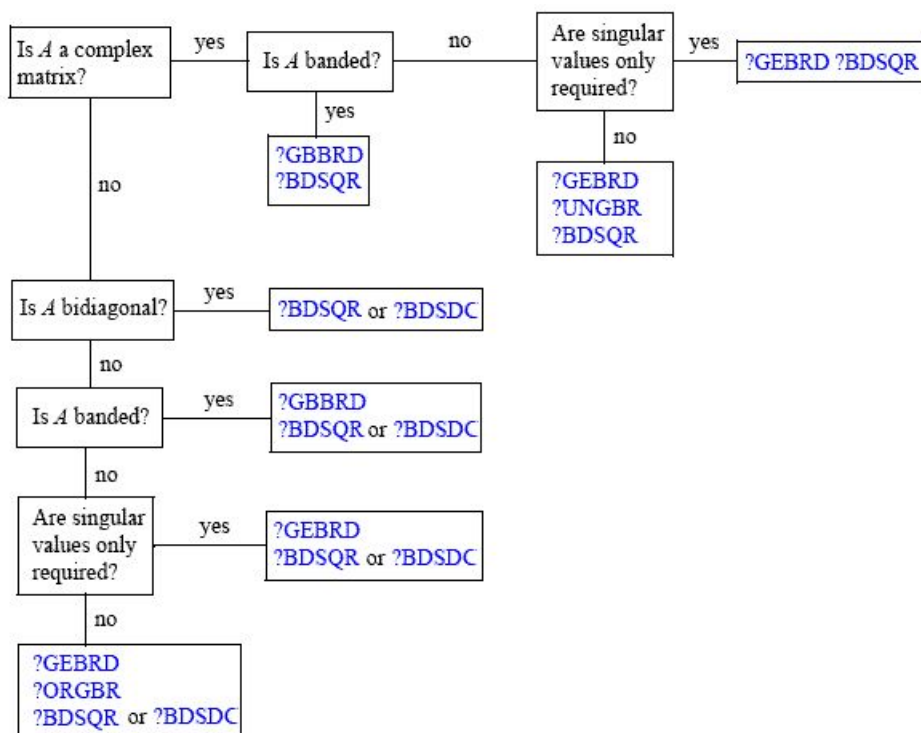 Is A a complex
matrix?
yes
Is A banded?
no
Are singular
values only
required?
yes
?GEBRD ?BDSQR
yes
?GBBRD
?BDSQR
no
?GEBRD
?UNGBR
?BDSQR
no
Is A bidiagonal?
yes
?BDSQR or ?BDSDC
no
Is A banded?
yes
?GBBRD
?BDSQR or ?BDSDC
no
Are singular
values only
required?
yes
?GEBRD
?BDSQR or ?BDSDC
no
?GEBRD
?ORGBR
?BDSQR or ?BDSDC